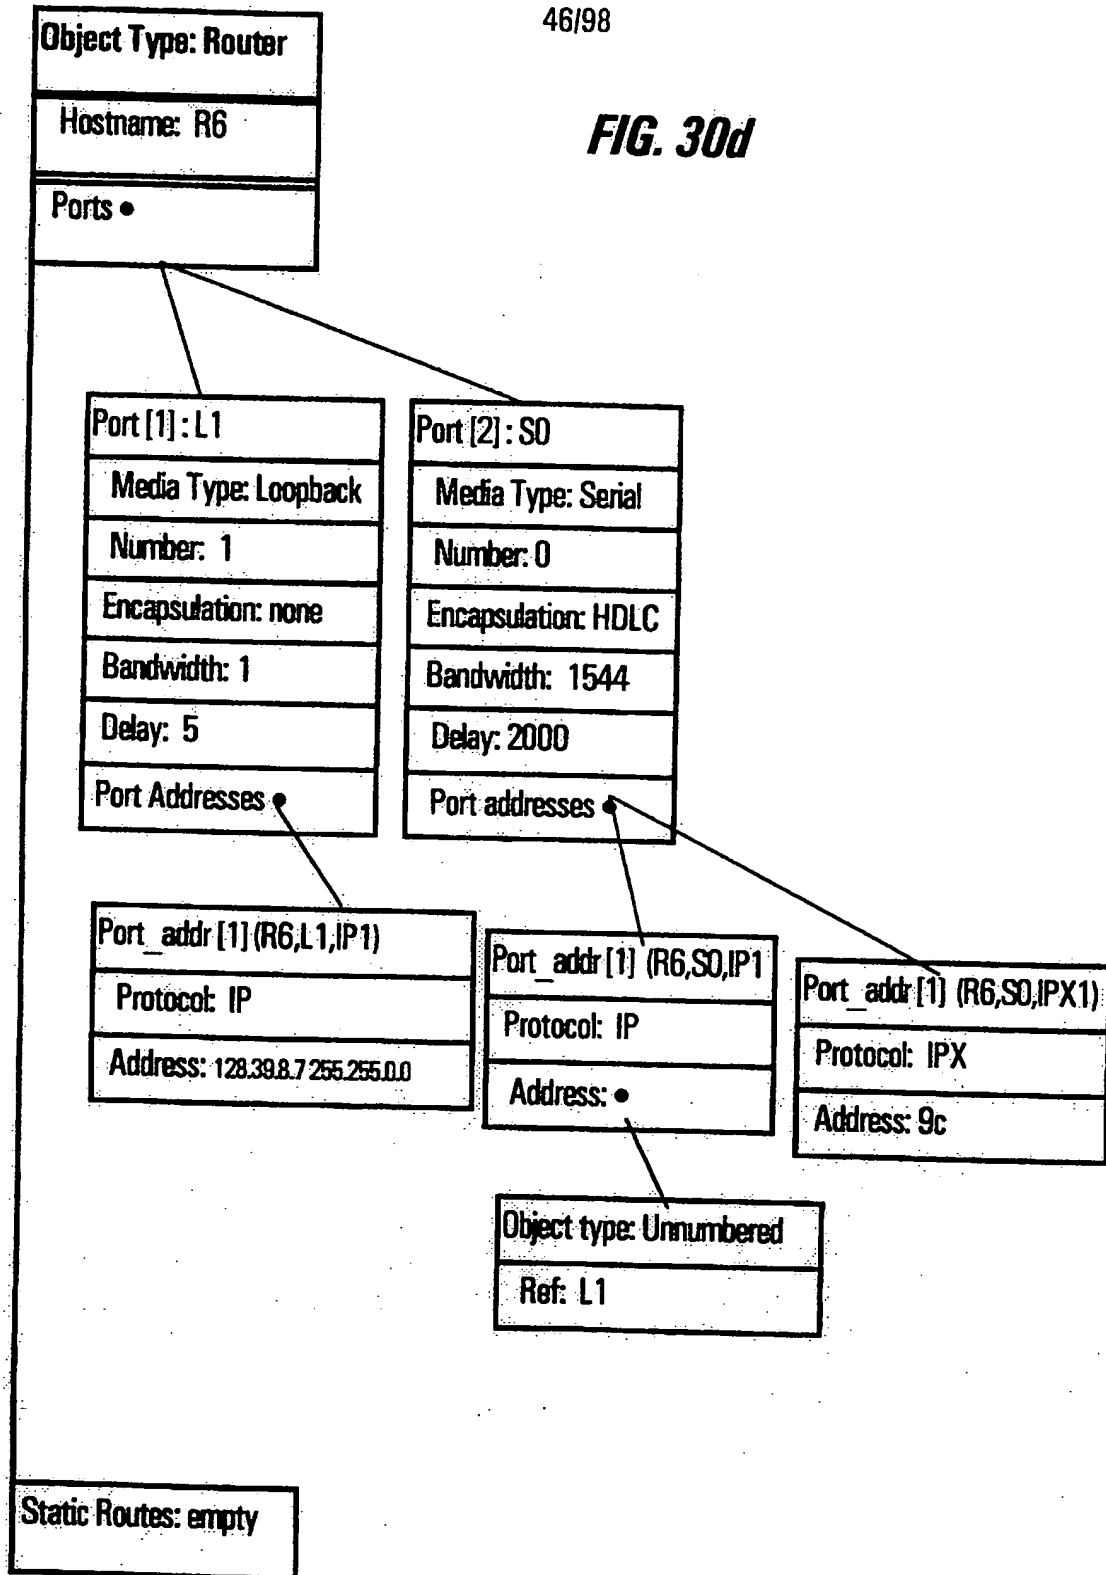 46/98
FIG. 30d
Object Type: Router
Hostname: R6
Ports
Port [1] : L1
Media Type: Loopback
Number: 1
Encapsulation: none
Bandwidth: 1
Delay: 5
Port Addresses
Port [2] : S0
Media Type: Serial
Number: 0
Encapsulation: HDLC
Bandwidth: 1544
Delay: 2000
Port addresses
Port_addr [1] (R6,L1,IP1)
Protocol: IP
Address: 128.39.8.7 255.255.0.0
Port_addr [1] (R6,S0,IP1
Protocol: IP
Address:
Port_addr [1] (R6,S0,IPX1)
Protocol: IPX
Address: 9c
Object type: Unnumbered
Ref: L1
Static Routes: empty